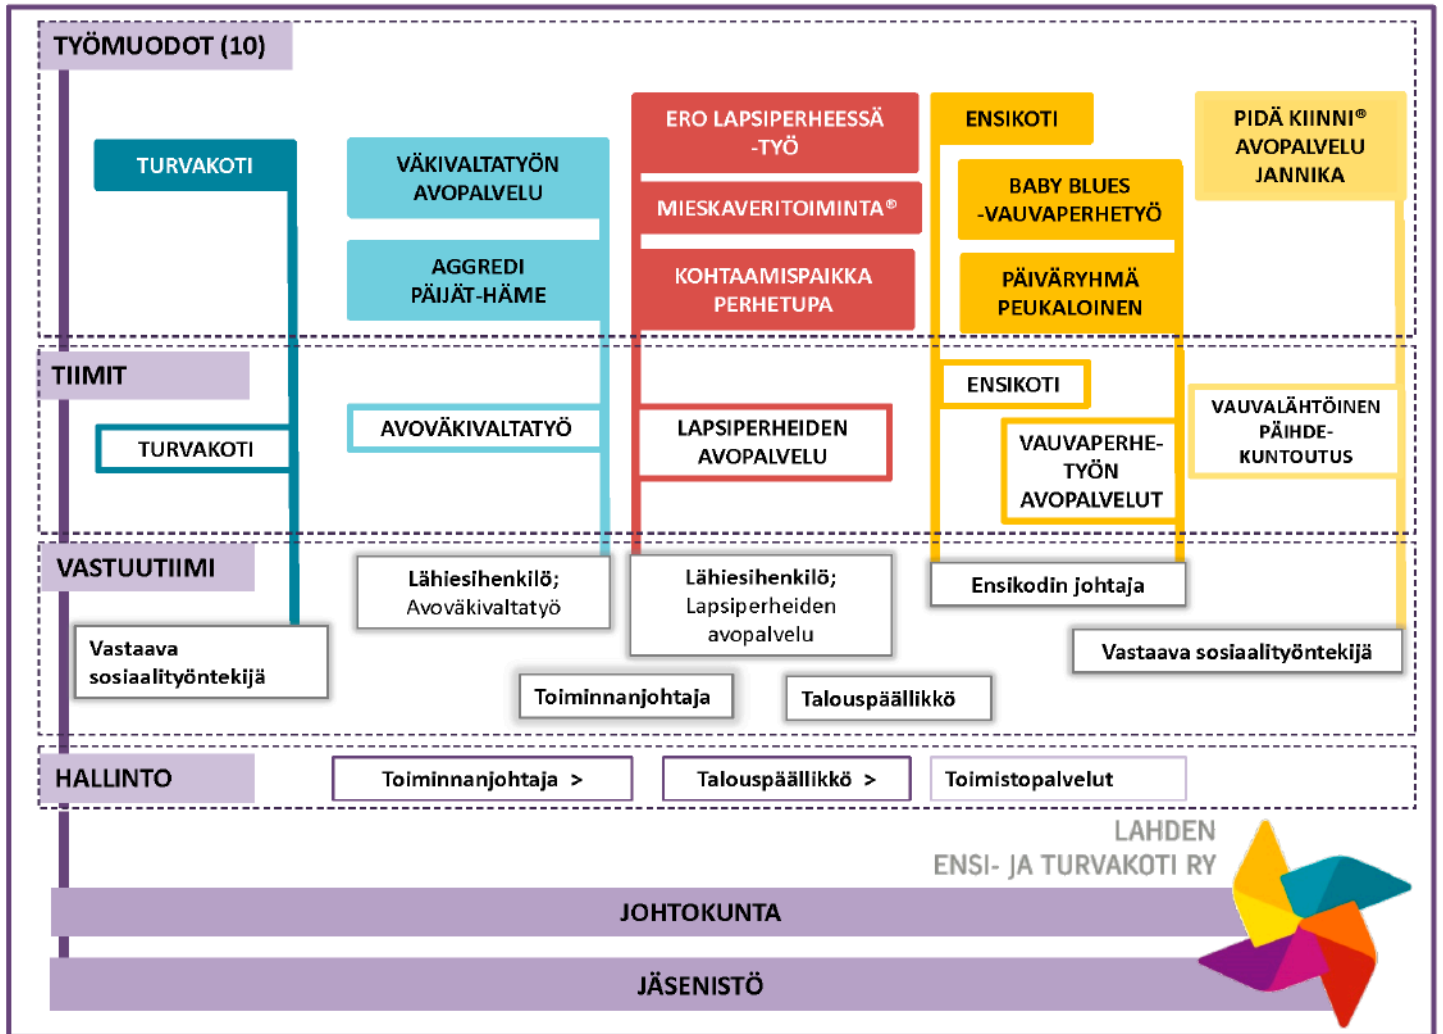 TYÖMUODOT (10)
TURVAKOTI
VÄKIVALTATYÖN
AVOPALVELU
AGGREDI
PÄIJÄT-HÄME
ERO LAPSIPERHEESSÄ
-TYÖ
MIESKAVERITOIMINTA®
KOHTAAMISPAIKKA
PERHETUPA
ENSIKOTI
BABY BLUES
-VAUVAPERHETYÖ
PÄIVÄRYHMÄ
PEUKALOINEN
PIDÄ KIINNI®
AVOPALVELU
JANNIKA
TIIMIT
TURVAKOTI
AVOVÄKIVALTATYÖ
LAPSIPERHEIDEN
AVOPALVELU
ENSIKOTI
VAUVAPERHE-
TYÖN
AVOPALVELUT
VAUVALÄHTÖINEN
PÄIHDE-
KUNTOUTUS
VASTUUTIIMI
Vastaava
sosiaalityöntekijä
Lähiesihenkilö;
Avoväkivaltatyö
Lähiesihenkilö;
Lapsiperheiden
avopalvelu
Ensikodin johtaja
Vastaava sosiaalityöntekijä
Toiminnanjohtaja
Talouspäällikkö
HALLINTO
Toiminnanjohtaja >
Talouspäällikkö >
Toimistopalvelut
LAHDEN
ENSI- JA TURVAKOTI RY
JOHTOKUNTA
JÄSENISTÖ